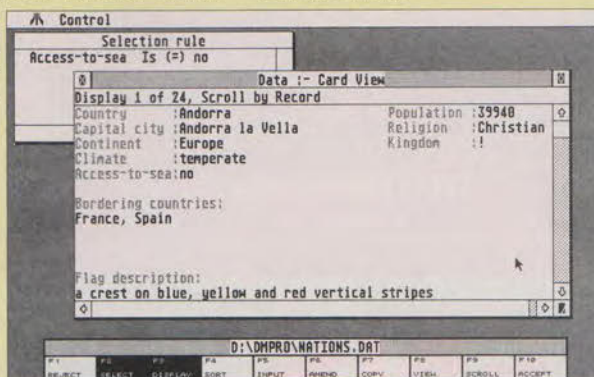 Control
Selection rule
Access-to-sea Is (=) no
Data :- Card View
Display 1 of 24, Scroll by Record
Country :Andorra Population :39940
Capital city :Andorra la Vella Religion :Christian
Continent :Europe Kingdom :!
Climate :temperate
Access-to-sea:no
Bordering countries:
France, Spain
Flag description:
a crest on blue, yellow and red vertical stripes
D:\DMPRO\NATIONS.DAT
F1 F2 F3 F4 F5 F6 F7 F8 F9 F10
REJECT SELECT DISPLAY SORT INPUT AMEND COPY VIEW SCROLL ACCEPT